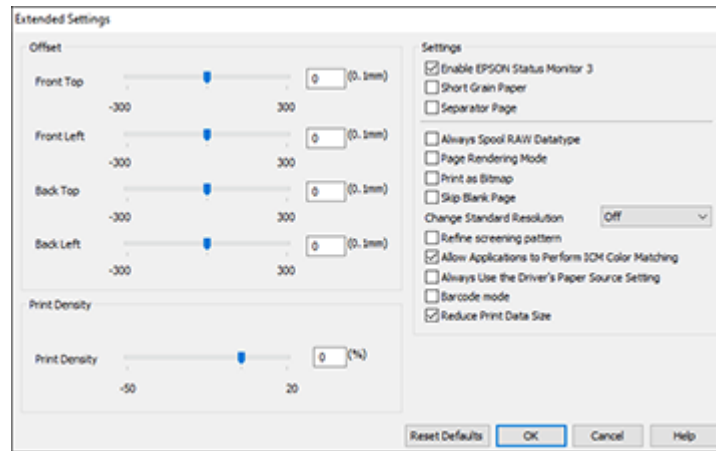 Extended Settings
Offset
Front Top
0
(0.1mm)
-300
300
Front Left
0
(0.1mm)
-300
300
Back Top
0
(0.1mm)
-300
300
Back Left
0
(0.1mm)
-300
300
Print Density
Print Density
0
(%)
-50
20
Settings
Enable EPSON Status Monitor 3
Short Grain Paper
Separator Page
Always Spool RAW Datatype
Page Rendering Mode
Print as Bitmap
Skip Blank Page
Change Standard Resolution
Off
Refine screening pattern
Allow Applications to Perform ICM Color Matching
Always Use the Driver's Paper Source Setting
Barcode mode
Reduce Print Data Size
Reset Defaults
OK
Cancel
Help